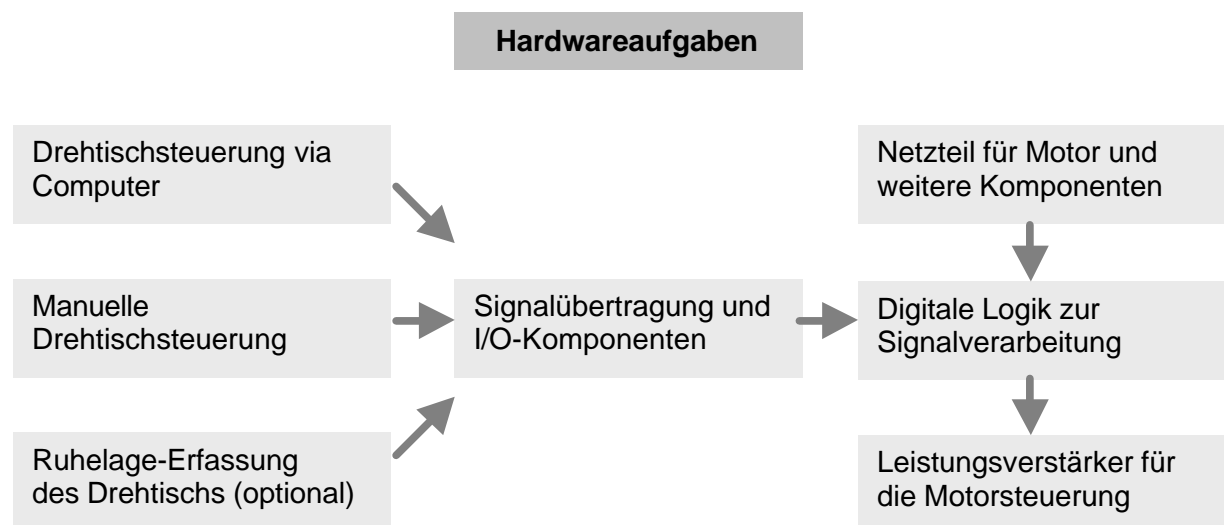 Hardwareaufgaben
Drehtischsteuerung via
Computer
Netzteil für Motor und
weitere Komponenten
Manuelle
Drehtischsteuerung
Signalübertragung und
I/O-Komponenten
Digitale Logik zur
Signalverarbeitung
Ruhelage-Erfassung
des Drehtischs (optional)
Leistungsverstärker für
die Motorsteuerung